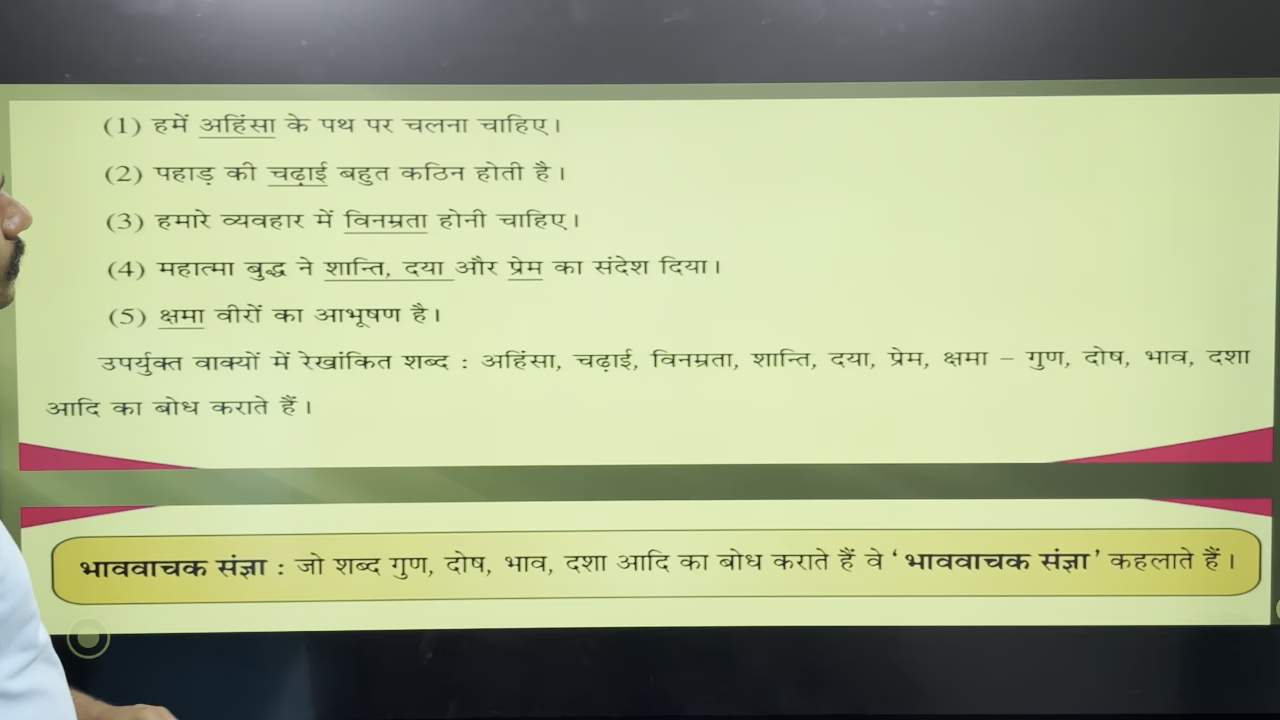 (1) हमें अहिंसा के पथ पर चलना चाहिए।
(2) पहाड़ की चढ़ाई बहुत कठिन होती है।
(3) हमारे व्यवहार में विनम्रता होनी चाहिए।
(4) महात्मा बुद्ध ने शान्ति, दया और प्रेम का संदेश दिया।
(5) क्षमा वीरों का आभूषण है।
उपर्युक्त वाक्यों में रेखांकित शब्द : अहिंसा, चढ़ाई, विनम्रता, शान्ति, दया, प्रेम, क्षमा – गुण, दोष, भाव, दशा
आदि का बोध कराते हैं।
भाववाचक संज्ञा : जो शब्द गुण, दोष, भाव, दशा आदि का बोध कराते हैं वे ‘भाववाचक संज्ञा’ कहलाते हैं।